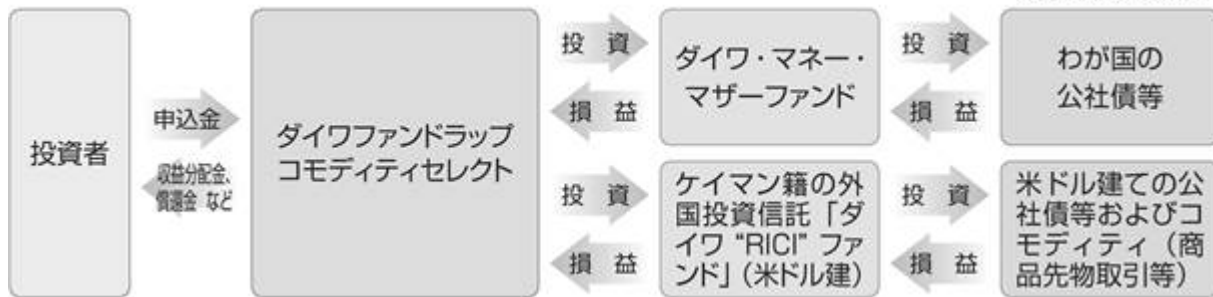 投資者
申込金
収益分配金、
償還金 など
ダイワファンドラップ
コモディティセレクト
投 資
損 益
ダイワ・マネー・
マザーファンド
投 資
損 益
わが国の
公社債等
投 資
損 益
ケイマン籍の外
国投資信託「ダ
イワ “RICI” ファ
ンド」（米ドル建）
投 資
損 益
米ドル建ての公
社債等およびコ
モディティ（商
品先物取引等）